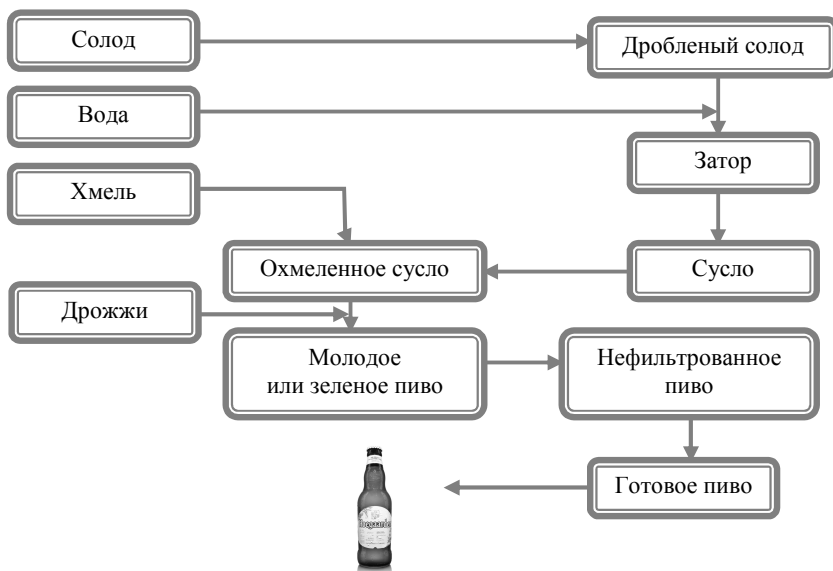 Солод
Дробленый солод
Вода
Затор
Хмель
Охмеленное сусло
Сусло
Дрожжи
Молодое
или зеленое пиво
Нефильтрованное
пиво
Готовое пиво